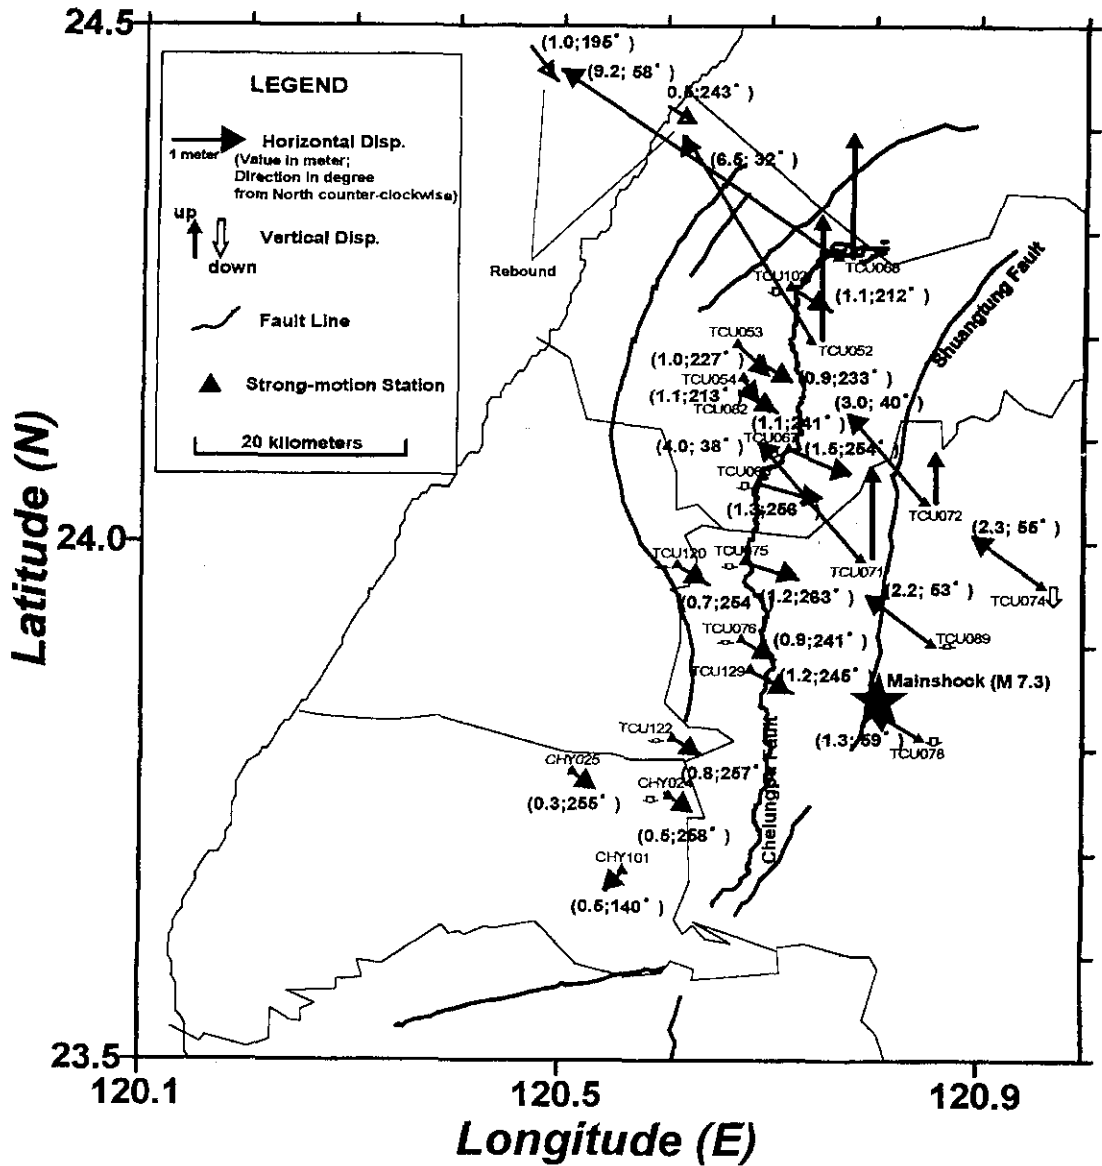 24.5
(1.0;195°)
(9.2; 58°)
0.5;243°)
LEGEND
Horizontal Disp.
1 meter
(Value in meter;
Direction in degree
from North counter-clockwise)
(6.5; 32°)
up
Vertical Disp.
down
Rebound
TCU068
TCU102
(1.1;212°)
Shuangtung Fault
Fault Line
TCU053
TCU052
(1.0;227°)
TCU054
(0.9;233°)
Strong-motion Station
(1.1;213°)
TCU082
(3.0; 40°)
(1.1;241°)
20 kilometers
(4.0; 38°)
TCU067
(1.5;254°)
(1.3;256°)
TCU072
24.0
(2.3; 55°)
TCU120
TCU075
TCU071
TCU074
(0.7;254°)
(1.2;263°)
(2.2; 53°)
TCU076
(0.9;241°)
TCU089
TCU129
(1.2;245°)
Mainshock (M 7.3)
TCU122
(1.3; 59°)
TCU078
CHY025
(0.8;257°)
Chelungpu Fault
(0.3;255°)
CHY024
(0.5;258°)
CHY101
(0.5;140°)
23.5
120.1
120.5
120.9
Latitude (N)
Longitude (E)